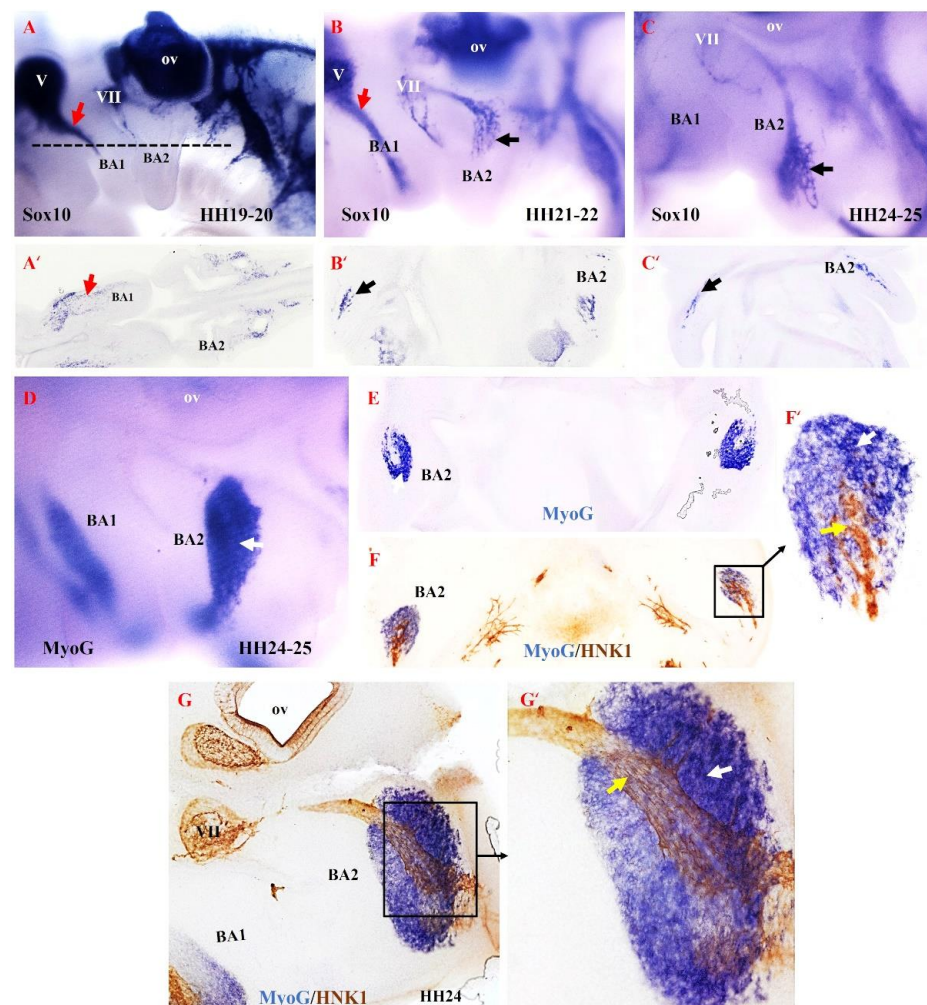 A
ov
V
VII
BA1
BA2
Sox10
HH19-20
B
ov
V
VII
BA1
BA2
Sox10
HH21-22
C
ov
VII
BA1
BA2
Sox10
HH24-25
A'
BA1
BA2
B'
BA2
C'
BA2
D
ov
BA1
BA2
MyoG
HH24-25
E
BA2
MyoG
F
BA2
MyoG/HNK1
F'
G
ov
VII
BA2
BA1
MyoG/HNK1
HH24
G'